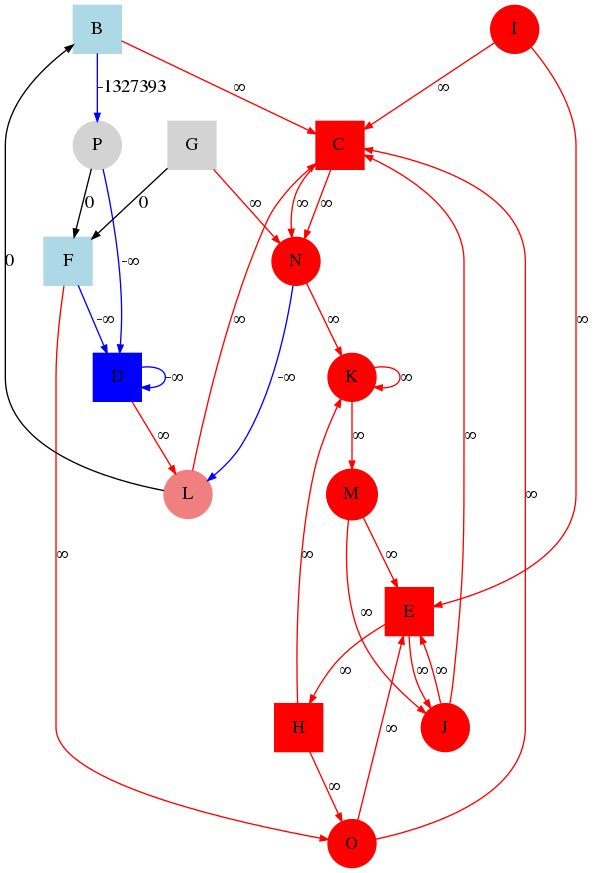 B I
-1327393 ∞ ∞
P G C
0 0 ∞ ∞ ∞
F N
0 -∞ ∞
-∞ ∞ -∞ ∞
D -∞ K ∞
∞ ∞ ∞
L M
∞ ∞ ∞ ∞
∞ E
∞ ∞ ∞
H J
∞
∞
O